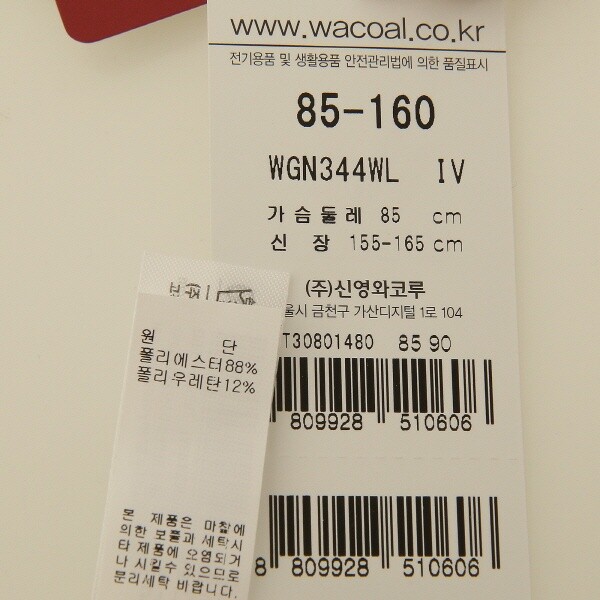 www.wacoal.co.kr
전기용품 및 생활용품 안전관리법에 의한 품질표시
85-160
WGN344WL IV
가슴둘레 85 cm
신 장 155-165 cm
(주)신영와코루
울시 금천구 가산디지털 1로 104
T30801480 85 90
809928 510606
8 809928 510606
원 단
폴리에스터88%
폴리우레탄12%
본 제품은 마찰에
의한 보풀과 세탁시
타 제품에 오염되거
나 시킬수 있으므로
분리세탁 바랍니다.